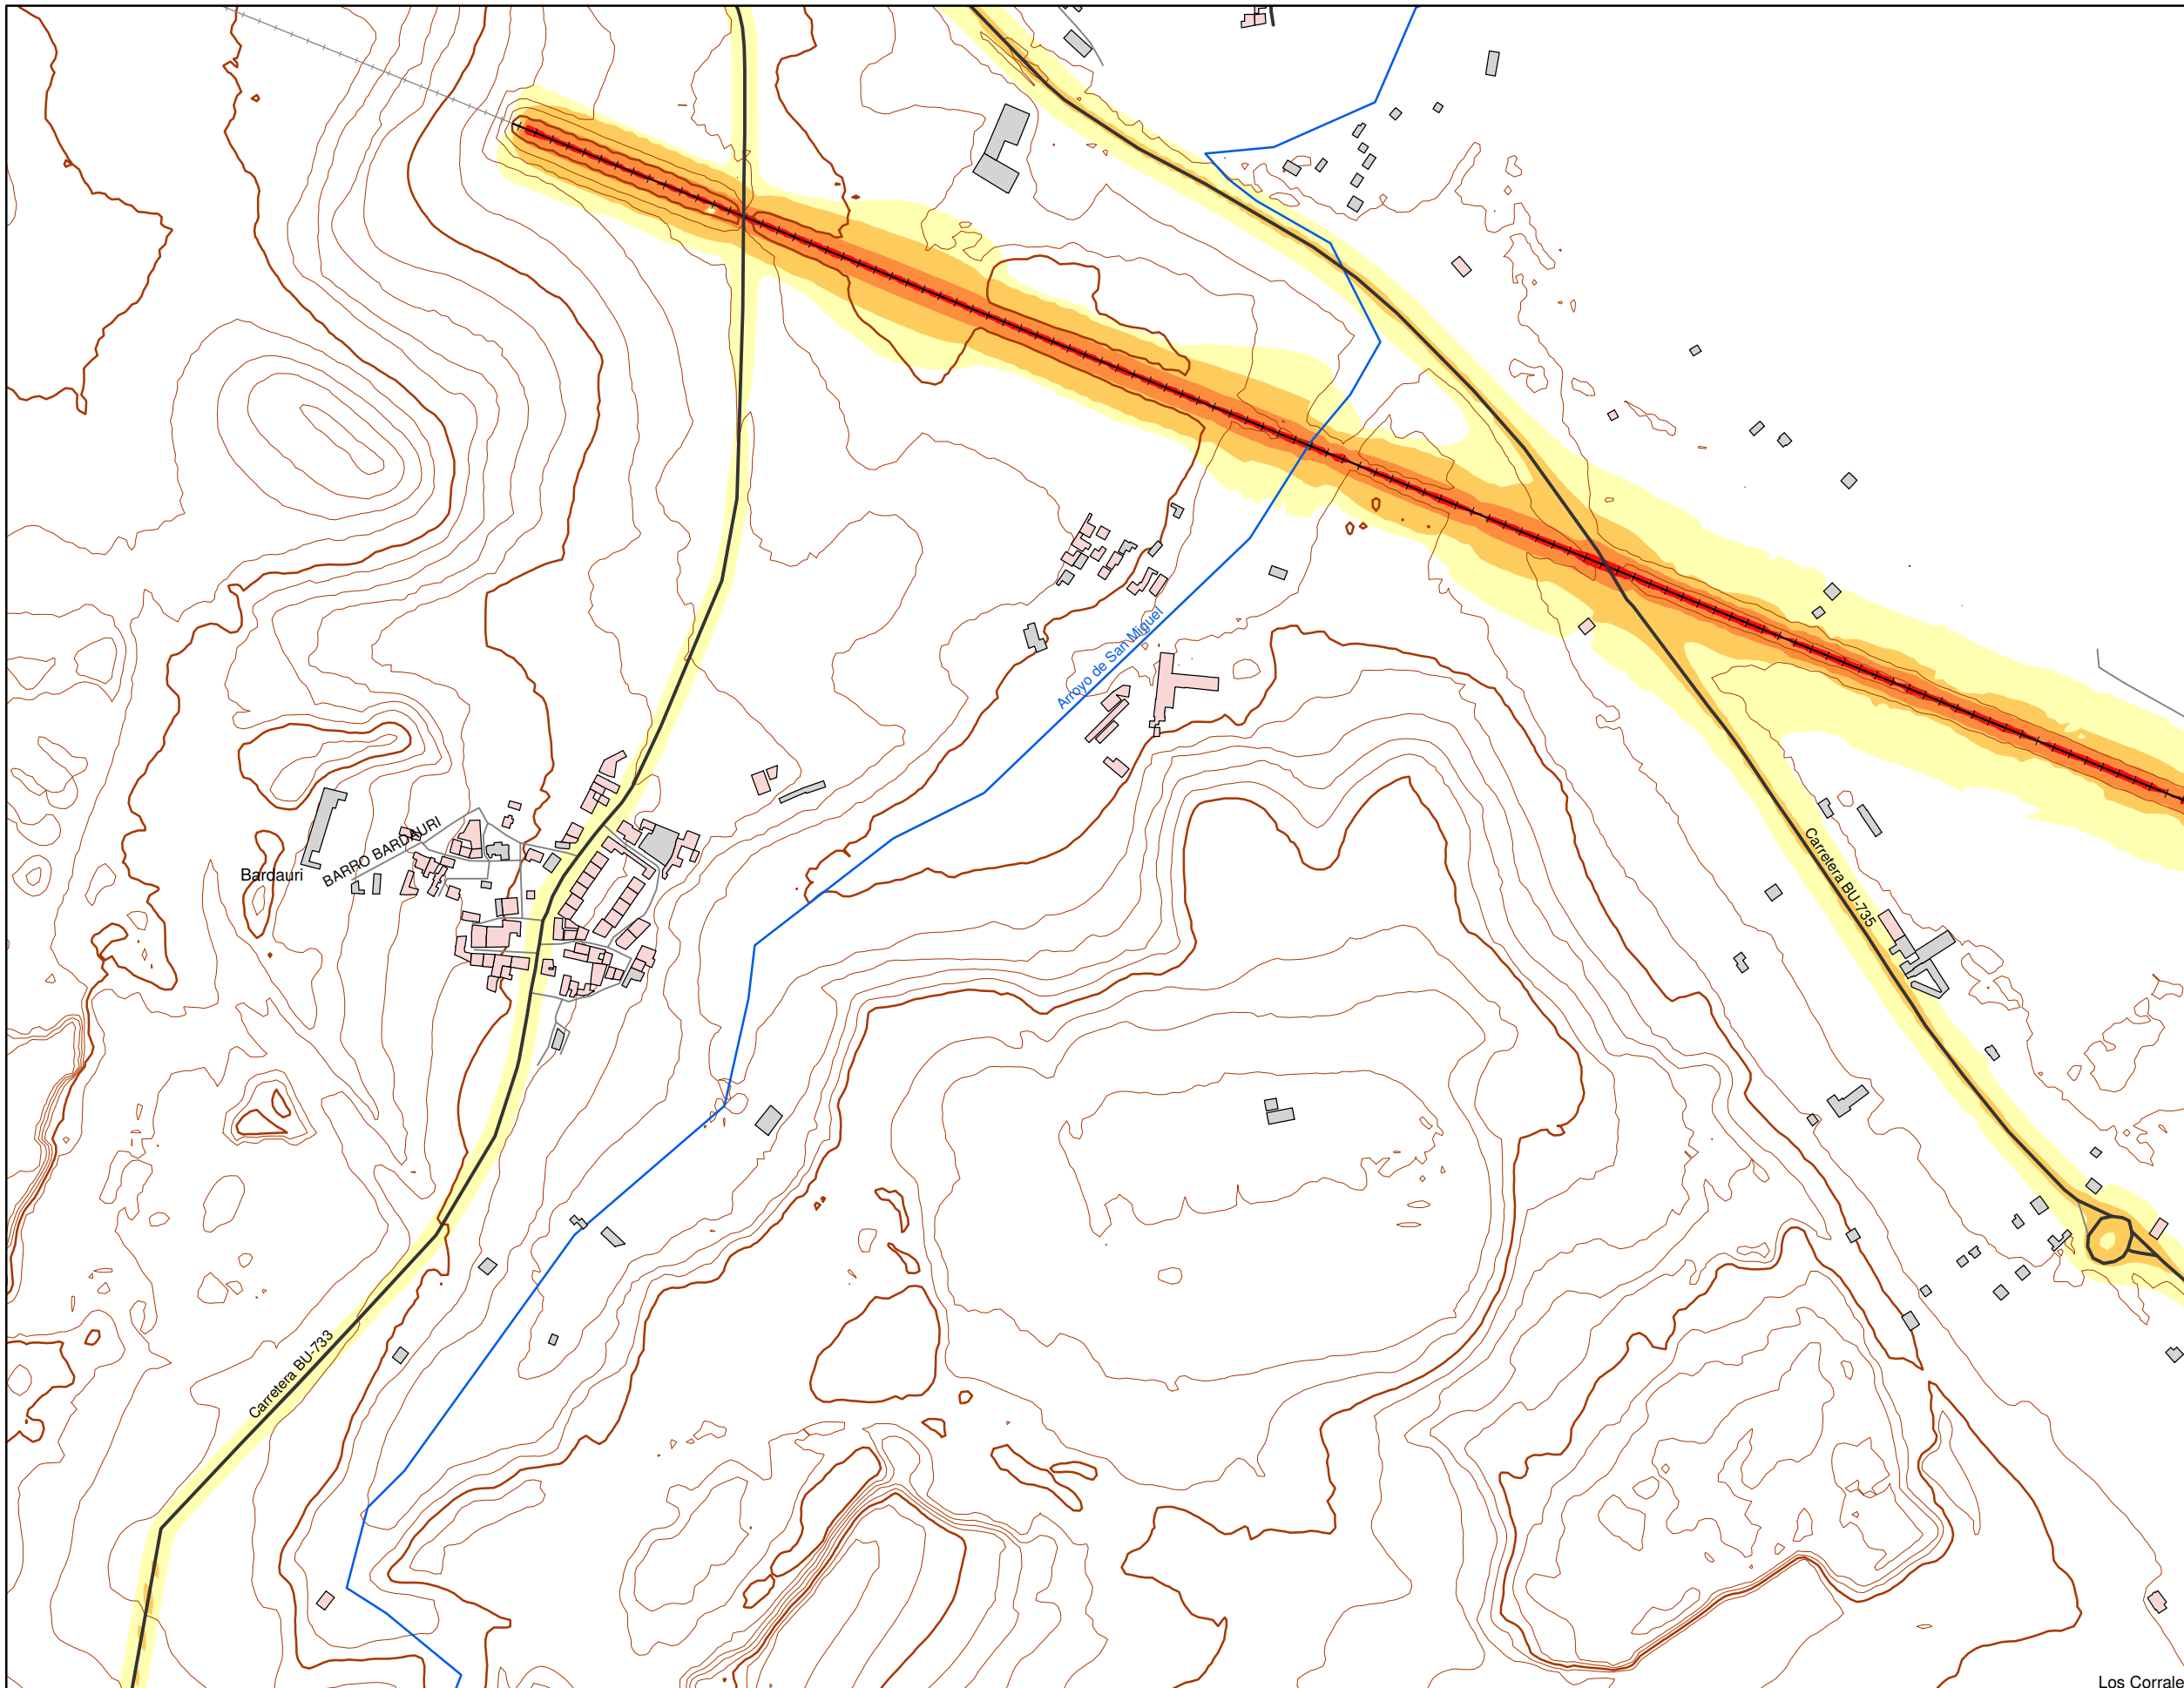 Arroyo de San Miguel
BARRO BARDAURI
Bardauri
Carretera BU-735
Carretera BU-733
Los Corrale